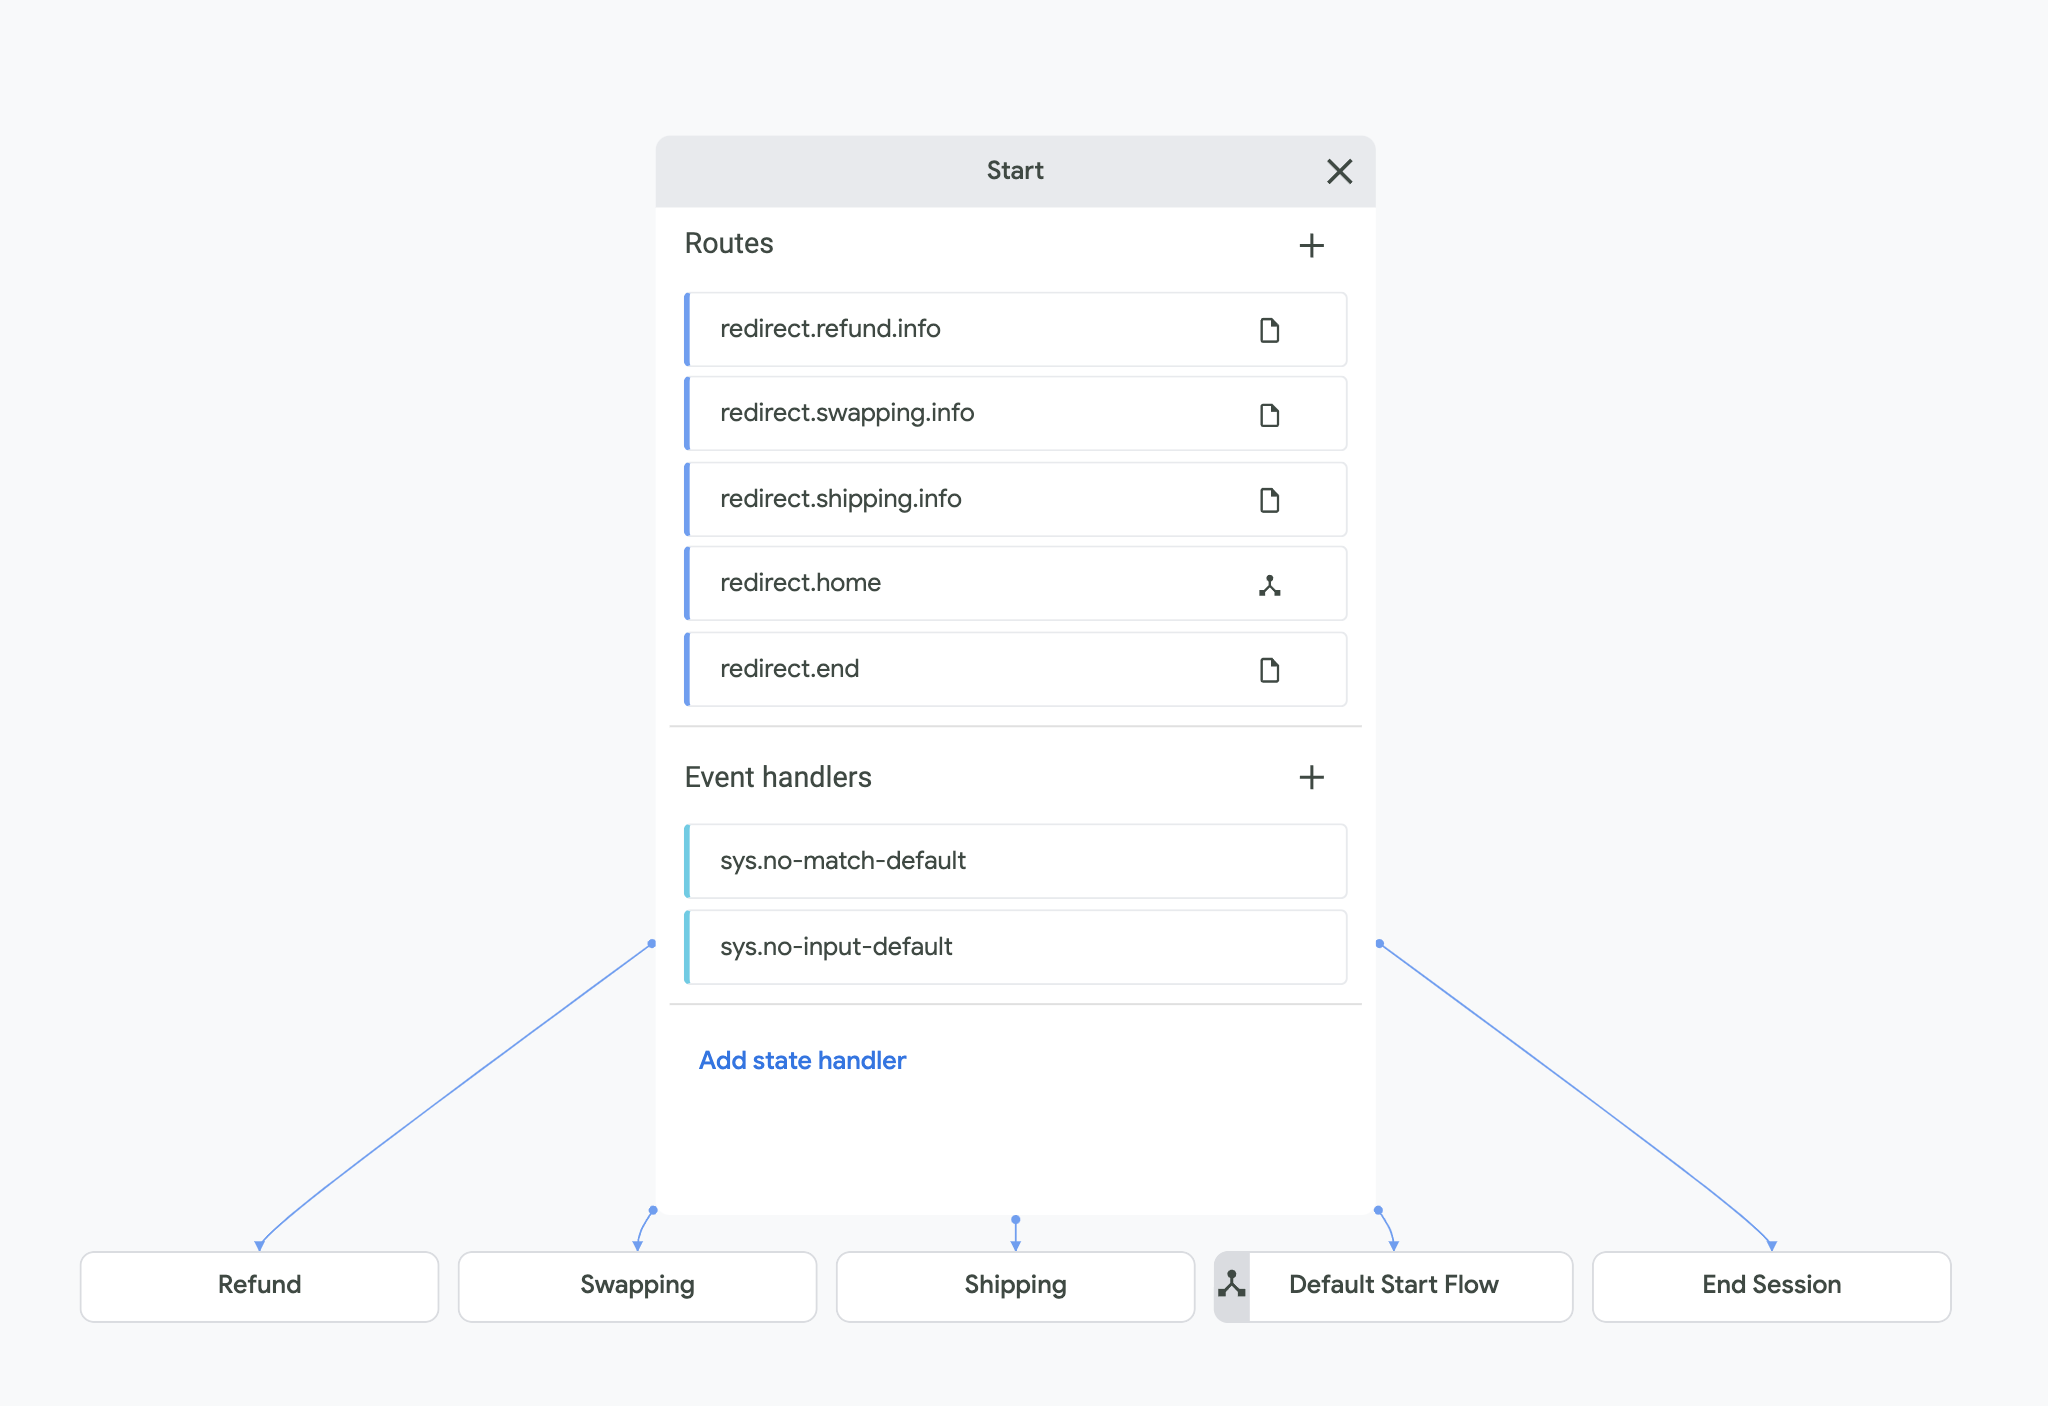 Start
Routes
redirect.refund.info
redirect.swapping.info
redirect.shipping.info
redirect.home
redirect.end
Event handlers
sys.no-match-default
sys.no-input-default
Add state handler
Refund
Swapping
Shipping
Default Start Flow
End Session